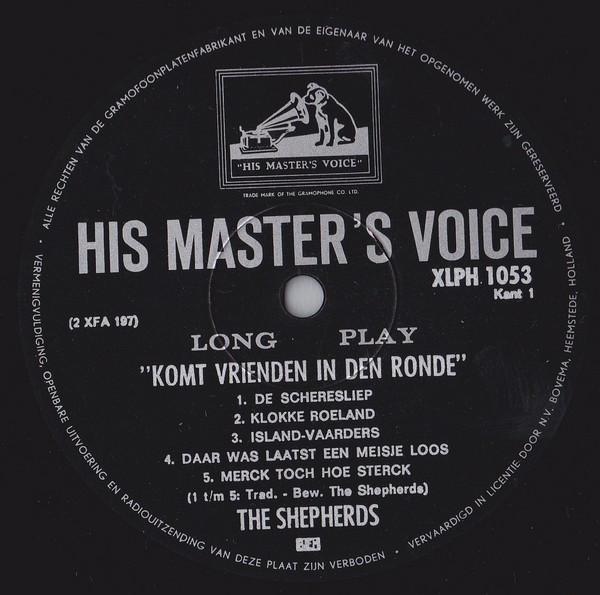 ALLE RECHTEN VAN DE GRAMOFOONPLATENFABRIKANT EN VAN DE EIGENAAR VAN HET OPGENOMEN WERK ZIJN GERESERVEERD •
"HIS MASTER'S VOICE"
TRADE MARK OF THE GRAMOPHONE CO. LTD.
HIS MASTER'S VOICE
XLPH 1053
Kant 1
(2 XFA 197)
LONG PLAY
"KOMT VRIENDEN IN DEN RONDE"
1. DE SCHERESLIEP
2. KLOKKE ROELAND
3. ISLAND-VAARDERS
4. DAAR WAS LAATST EEN MEISJE LOOS
5. MERCK TOCH HOE STERCK
(1 t/m 5: Trad. - Bew. The Shepherds)
THE SHEPHERDS
• VERMENIGVULDIGING, OPENBARE UITVOERING EN RADIOUITZENDING VAN DEZE PLAAT ZIJN VERBODEN •
VERVAARDIGD IN LICENTIE DOOR N.V. BOVEMA, HEEMSTEDE, HOLLAND